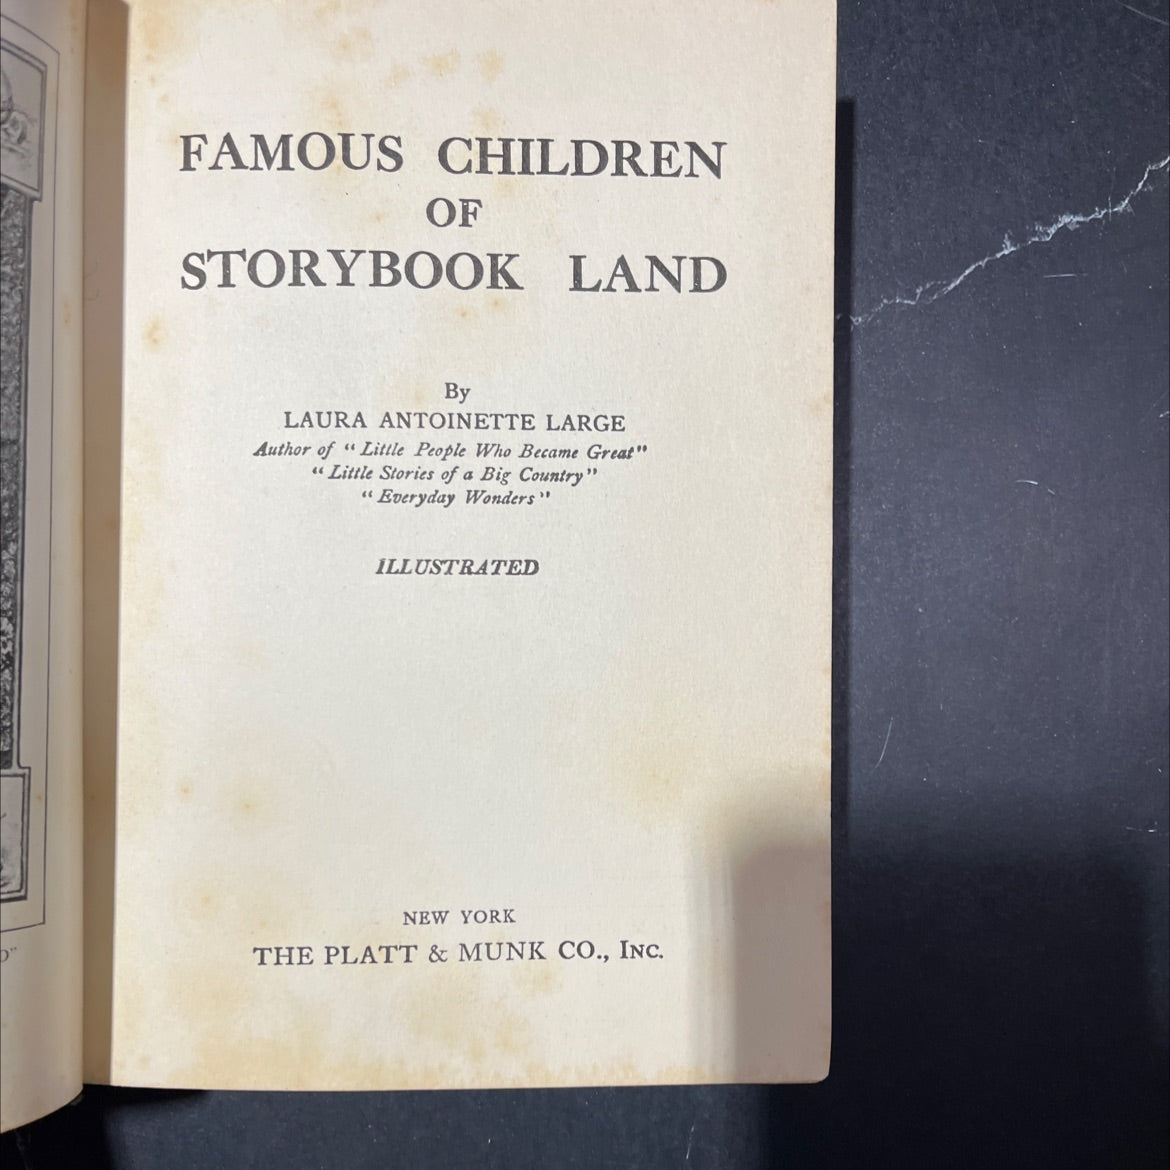 FAMOUS CHILDREN
OF
STORYBOOK LAND
By
LAURA ANTOINETTE LARGE
Author of "Little People Who Became Great"
"Little Stories of a Big Country"
"Everyday Wonders"
ILLUSTRATED
NEW YORK
THE PLATT & MUNK CO., INC.